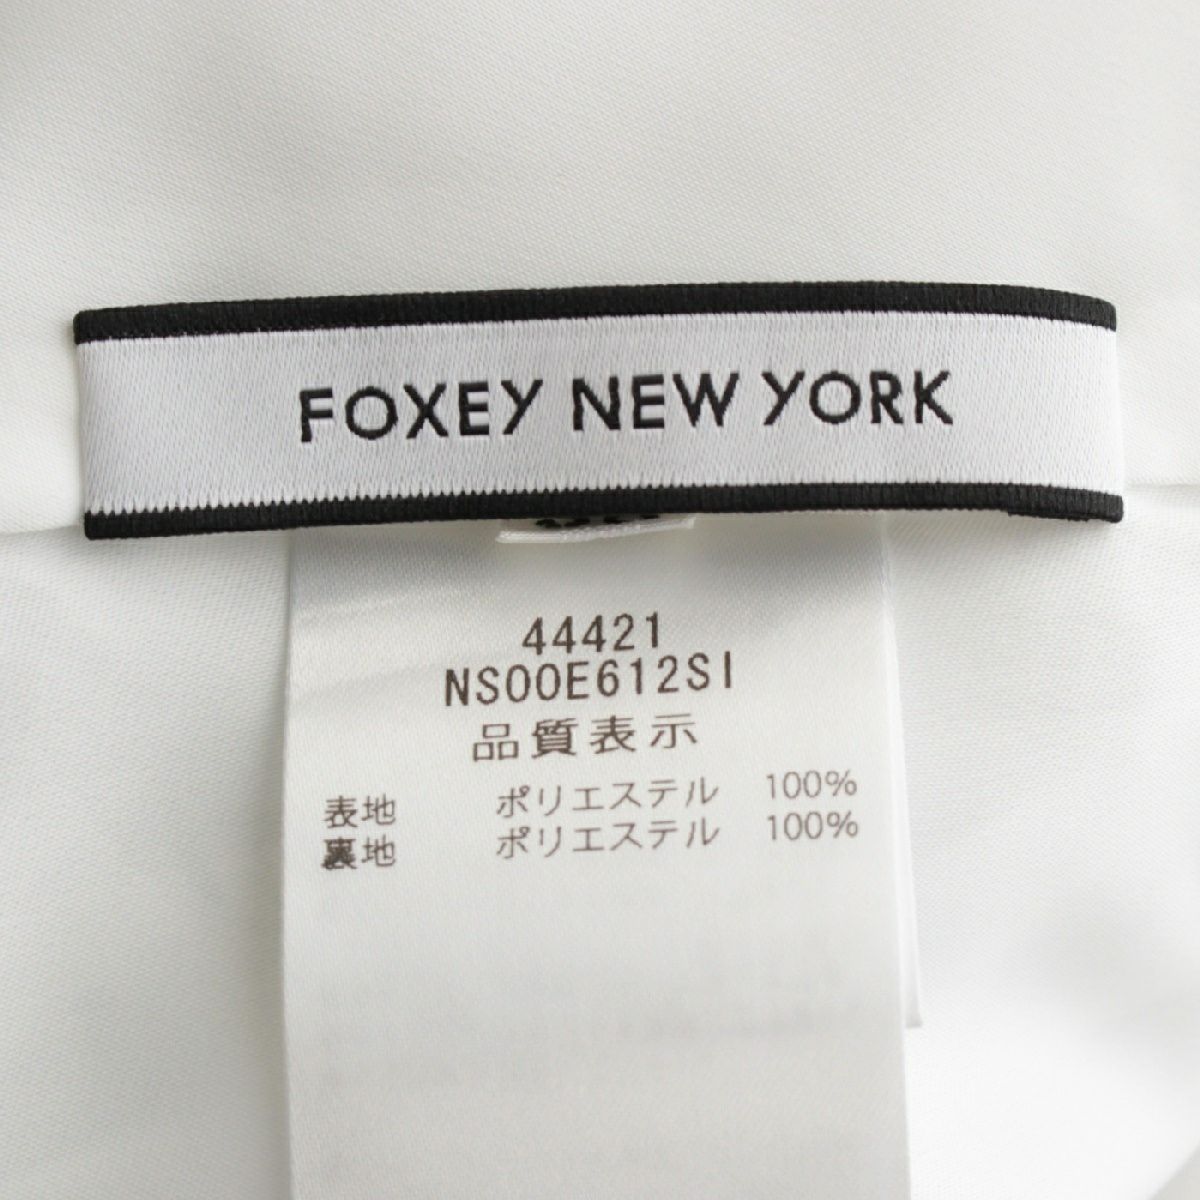 FOXEY NEW YORK
44421
NS00E612SI
品質表示
表地 ポリエステル 100%
裏地 ポリエステル 100%